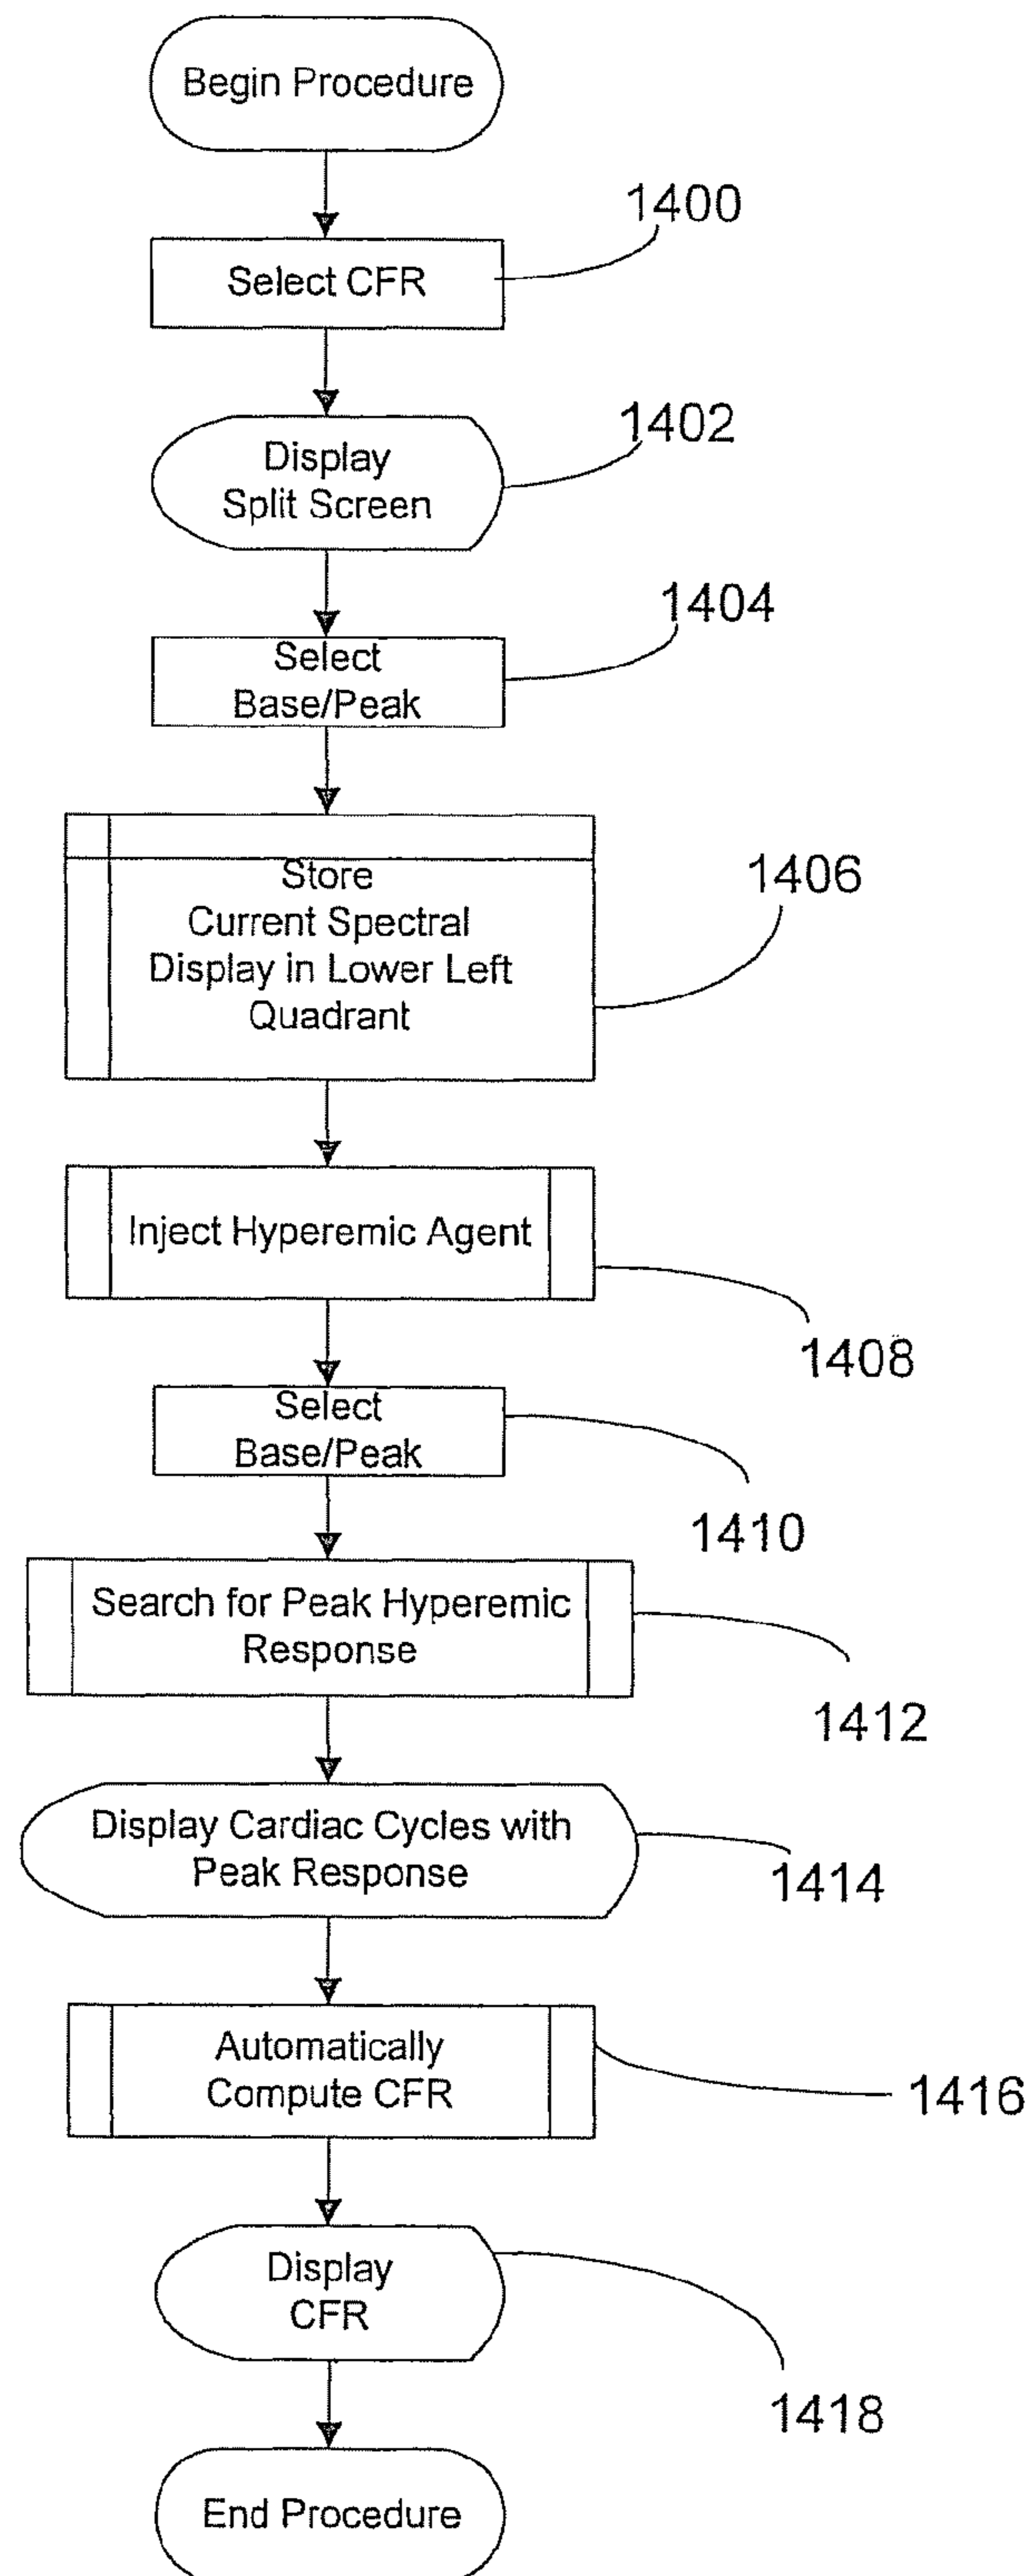 Begin Procedure
1400
Select CFR
1402
Display
Split Screen
1404
Select
Base/Peak
1406
Store
Current Spectral
Display in Lower Left
Quadrant
Inject Hyperemic Agent
1408
Select
Base/Peak
1410
Search for Peak Hyperemic
Response
1412
Display Cardiac Cycles with
Peak Response
1414
Automatically
Compute CFR
1416
Display
CFR
1418
End Procedure